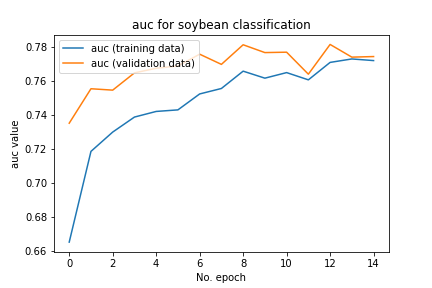 auc for soybean classification
auc (training data)
auc (validation data)
auc value
0.78
0.76
0.74
0.72
0.70
0.68
0.66
0 2 4 6 8 10 12 14
No. epoch